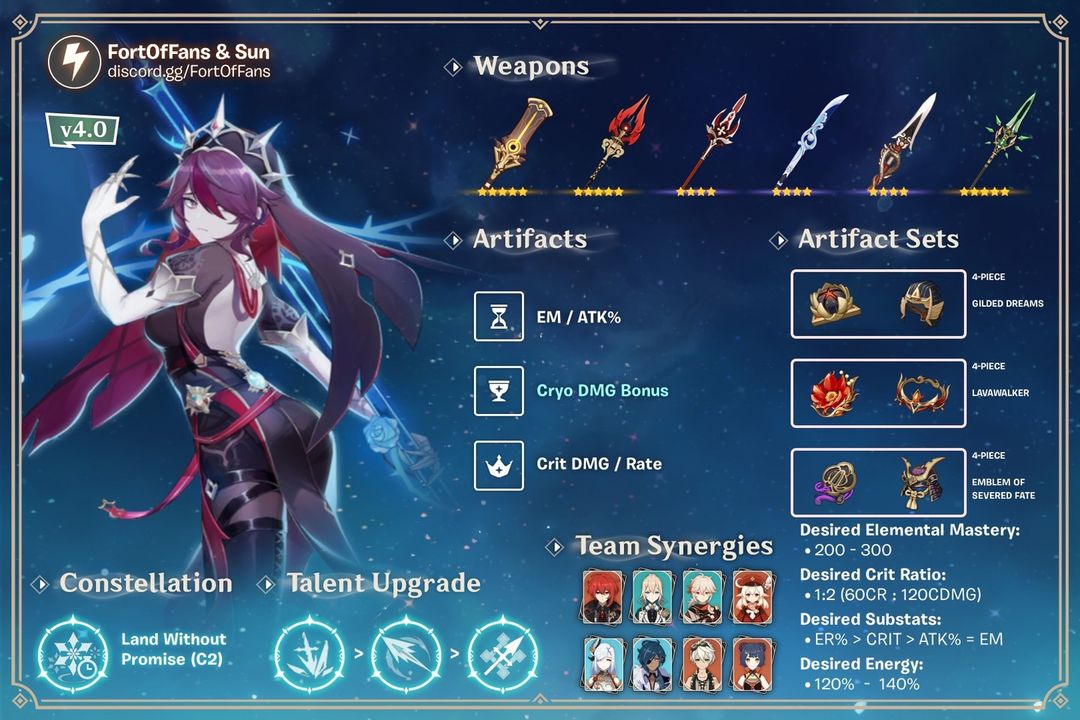 FortOfFans & Sun
discord.gg/FortOfFans
v4.0
Weapons
Artifacts
EM / ATK%
Cryo DMG Bonus
Crit DMG / Rate
Artifact Sets
4-PIECE
GILDED DREAMS
4-PIECE
LAVAWALKER
4-PIECE
EMBLEM OF
SEVERED FATE
Desired Elemental Mastery:
• 200 - 300
Desired Crit Ratio:
• 1:2 (60CR : 120CDMG)
Desired Substats:
• ER% > CRIT > ATK% = EM
Desired Energy:
• 120% - 140%
Team Synergies
Constellation
Land Without
Promise (C2)
Talent Upgrade
> >